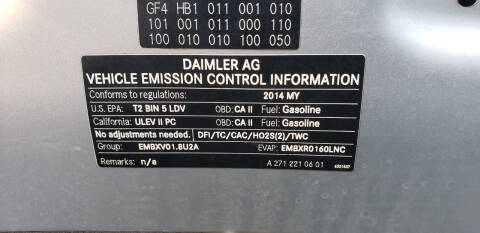 GF4 HB1 011 001 010
101 001 011 000 110
100 010 010 100 050
DAIMLER AG
VEHICLE EMISSION CONTROL INFORMATION
Conforms to regulations: 2014 MY
U.S. EPA: T2 BIN 5 LDV OBD: CA II Fuel: Gasoline
California: ULEV II PC OBD: CA II Fuel: Gasoline
No adjustments needed. DFI/TC/CAC/HO2S(2)/TWC
Group: EMBXV01.8U2A EVAP: EMBXR0160LNC
Remarks: n/a A 271 221 06 01